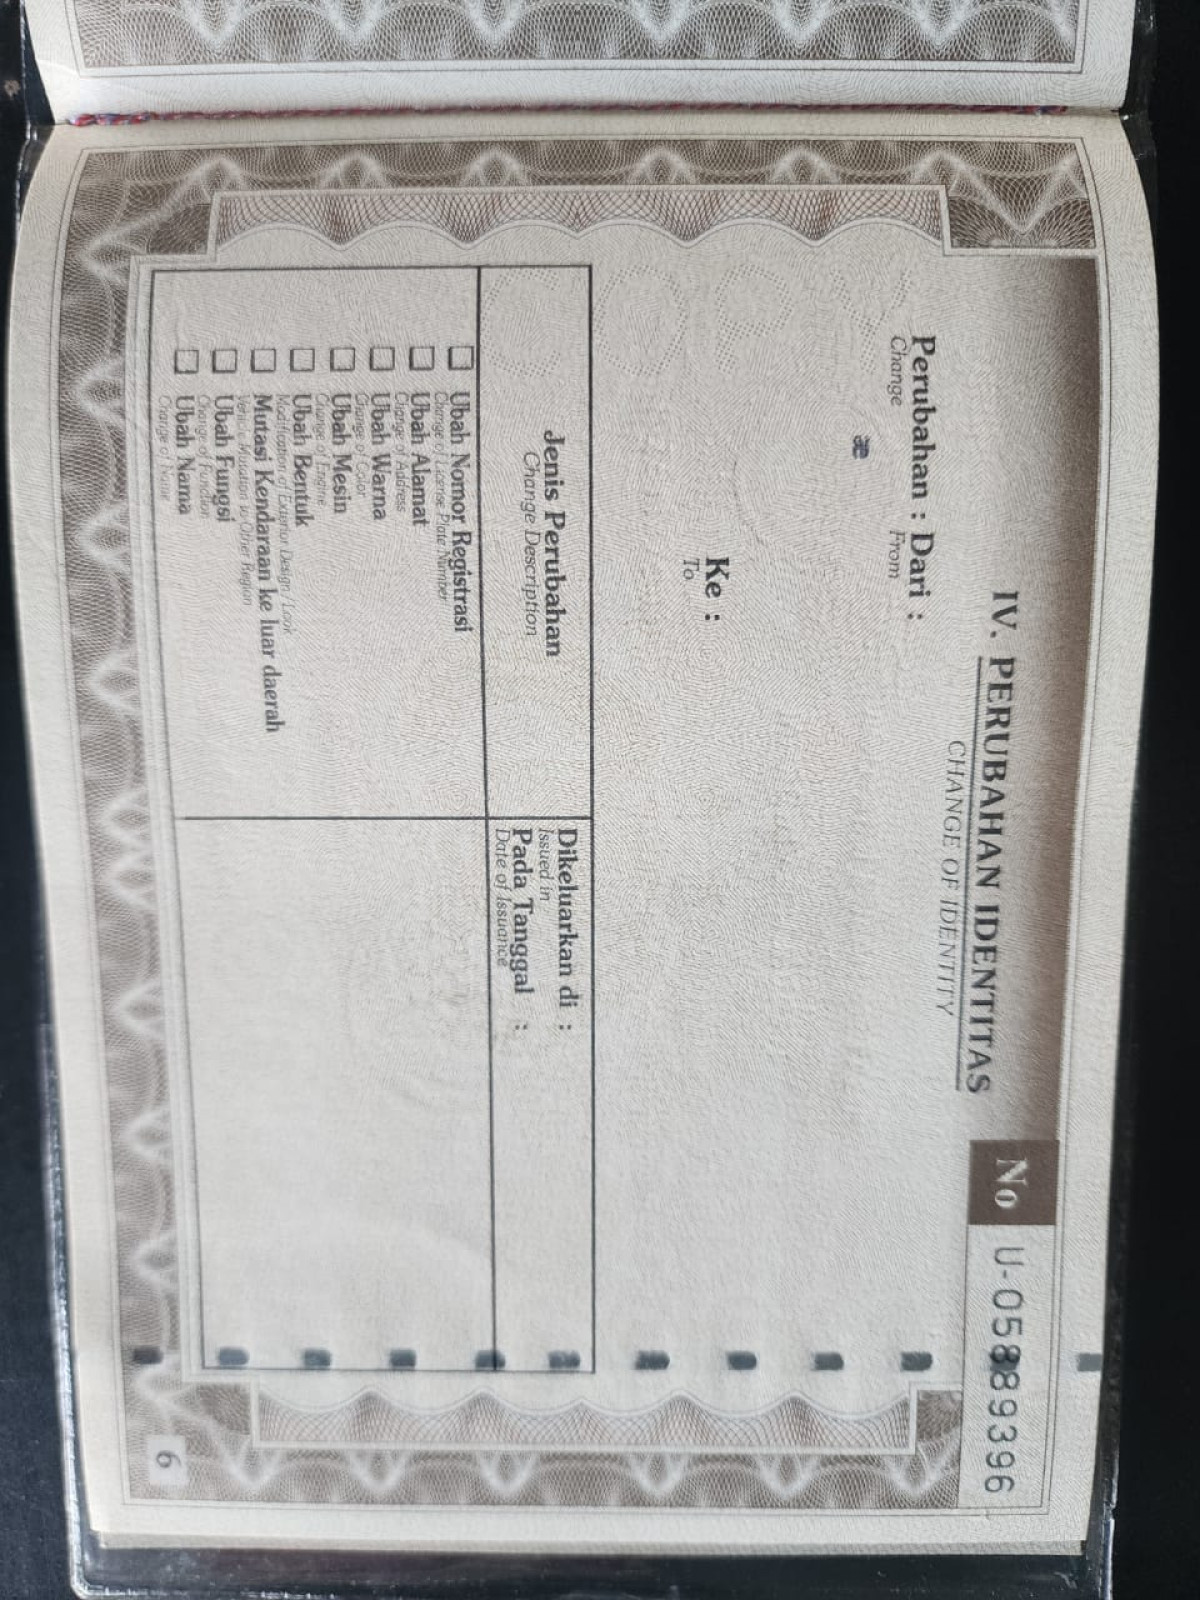 IV. PERUBAHAN IDENTITAS
CHANGE OF IDENTITY
No U-05889396
Perubahan : Dari :
Change From
æ
Ke :
To
Jenis Perubahan
Change Description
Dikeluarkan di :
Issued in
Pada Tanggal :
Date of Issuance
Ubah Nomor Registrasi
Change of License Plate Number
Ubah Alamat
Change of Address
Ubah Warna
Change of Color
Ubah Mesin
Change of Engine
Ubah Bentuk
Modification of Exterior Design / Look
Mutasi Kendaraan ke luar daerah
Vehicle Mutation to Other Region
Ubah Fungsi
Change of Function
Ubah Nama
Change of Name
6